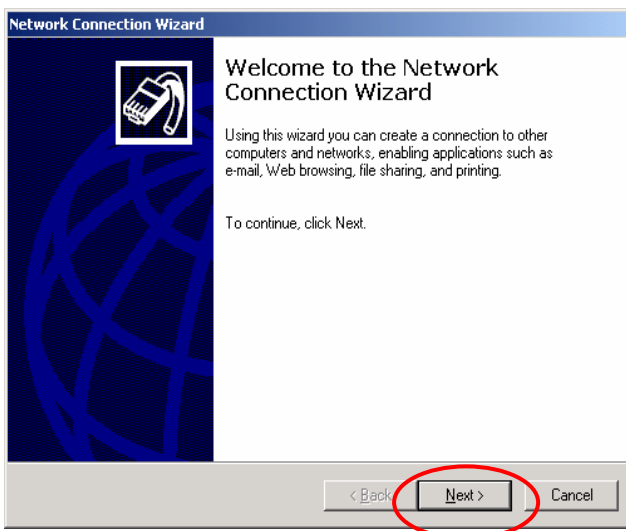 Network Connection Wizard
Welcome to the Network
Connection Wizard
Using this wizard you can create a connection to other
computers and networks, enabling applications such as
e-mail, Web browsing, file sharing, and printing.
To continue, click Next.
< Back Next > Cancel